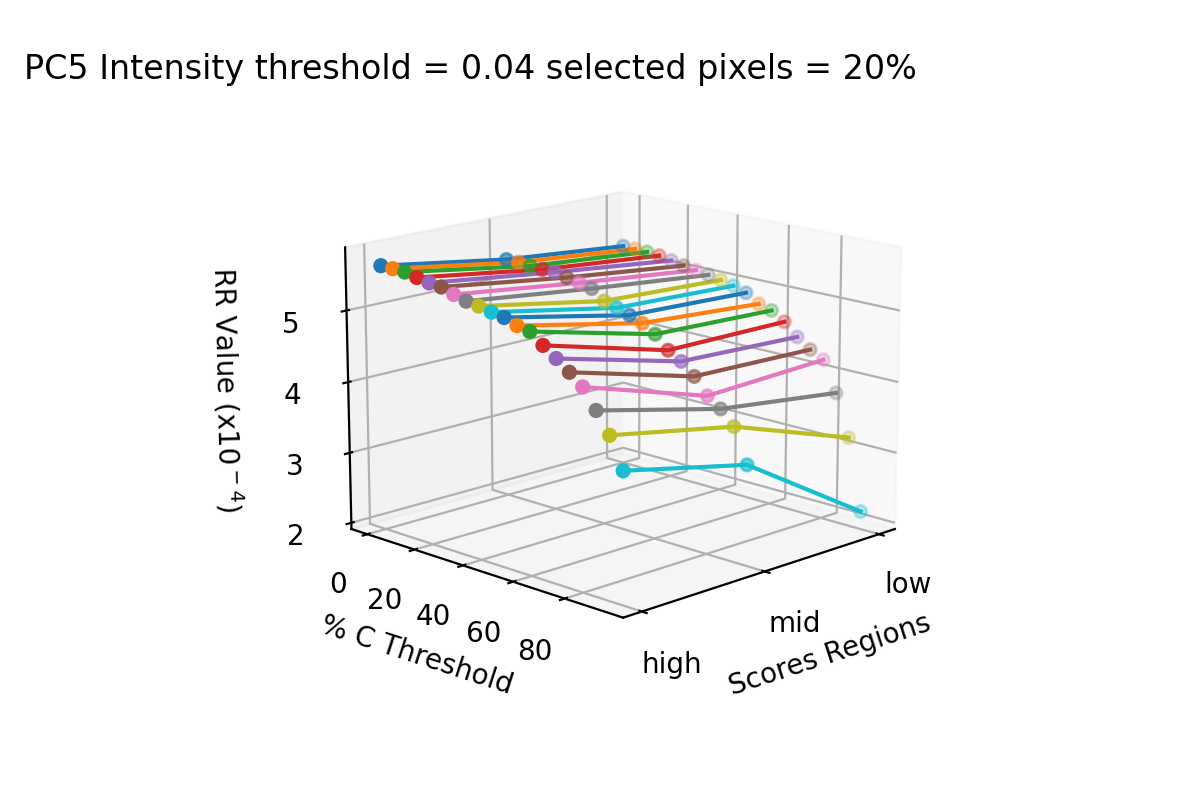 PC5 Intensity threshold = 0.04 selected pixels = 20%
RR Value (x10⁻⁴)
5
4
3
2
0
20
40
60
80
% C Threshold
low
mid
high
Scores Regions